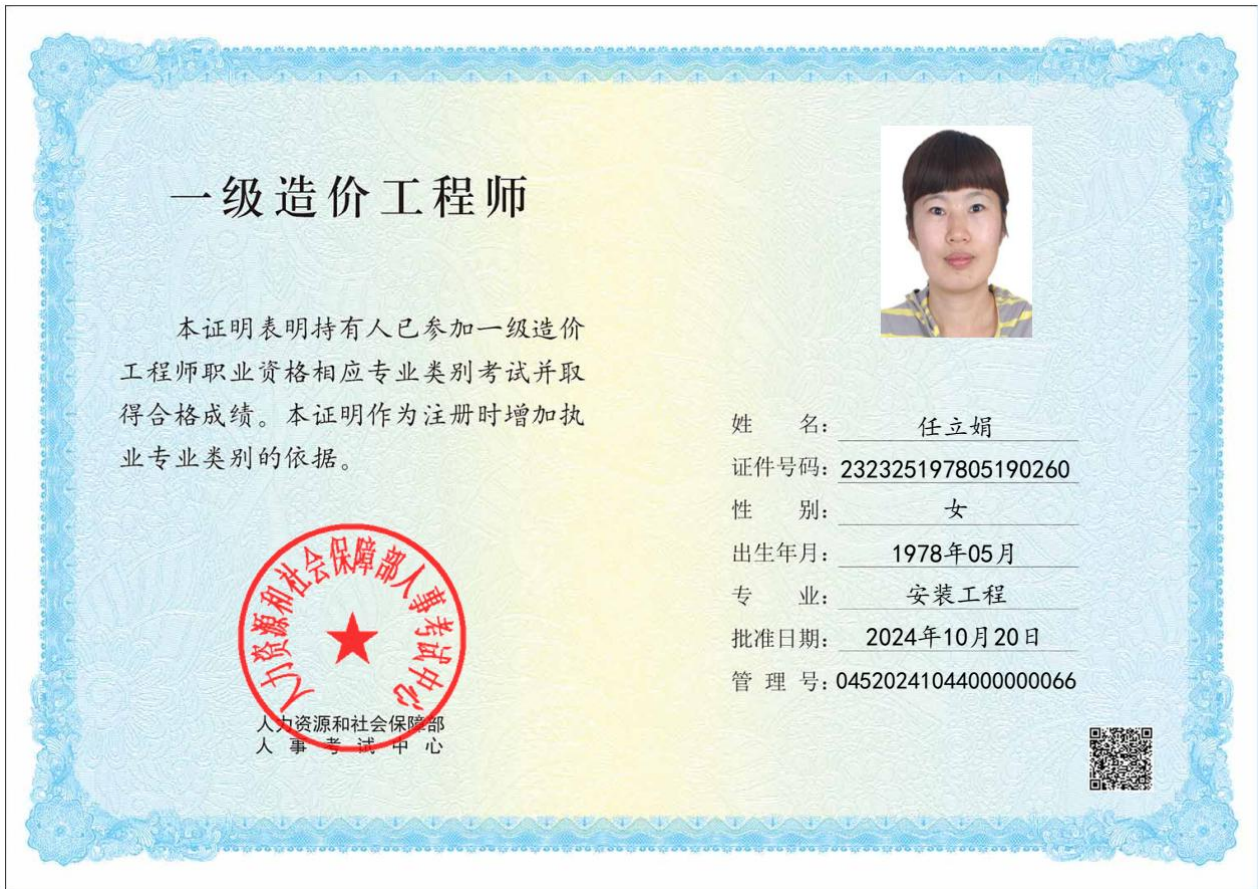 一级造价工程师
本证明表明持有人已参加一级造价
工程师职业资格相应专业类别考试并取
得合格成绩。本证明作为注册时增加执
业专业类别的依据。
人力资源和社会保障部人事考试中心
人力资源和社会保障部
人事考试中心
姓名：任立娟
证件号码：232325197805190260
性别：女
出生年月：1978年05月
专业：安装工程
批准日期：2024年10月20日
管理号：04520241044000000066